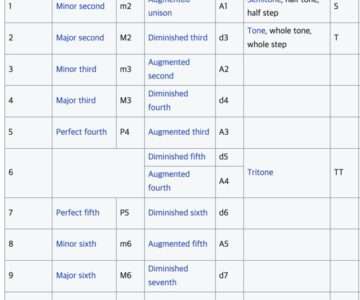 1 Minor second m2 Augmented unison A1 Semitone, half tone, half step S
2 Major second M2 Diminished third d3 Tone, whole tone, whole step T
3 Minor third m3 Augmented second A2
4 Major third M3 Diminished fourth d4
5 Perfect fourth P4 Augmented third A3
6 Diminished fifth d5 Tritone TT
Augmented fourth A4
7 Perfect fifth P5 Diminished sixth d6
8 Minor sixth m6 Augmented fifth A5
9 Major sixth M6 Diminished seventh d7